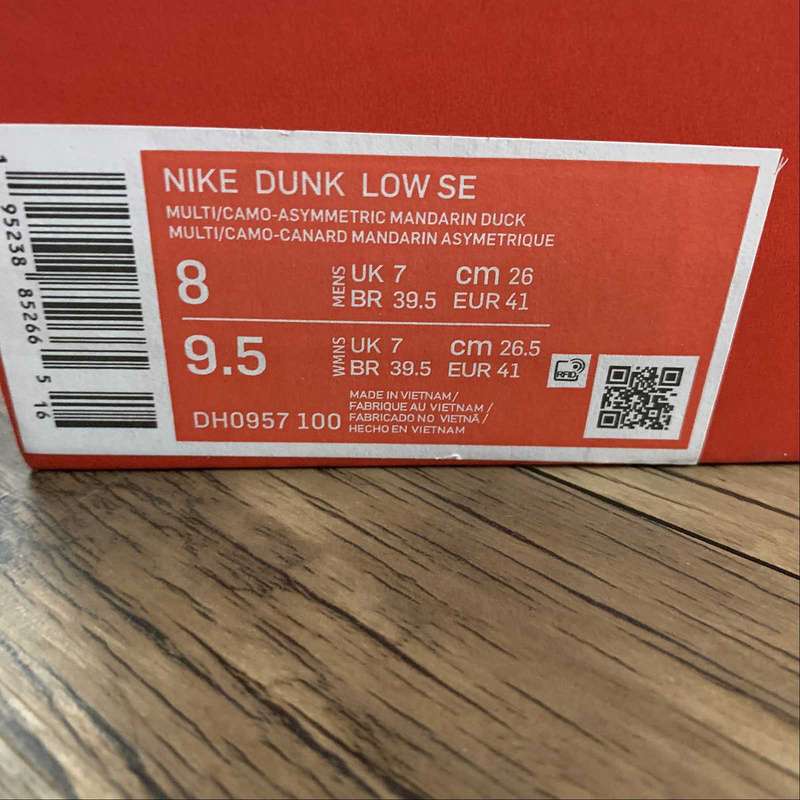 NIKE DUNK LOW SE
MULTI/CAMO-ASYMMETRIC MANDARIN DUCK
MULTI/CAMO-CANARD MANDARIN ASYMETRIQUE
8
MENS
UK 7 cm 26
BR 39.5 EUR 41
9.5
WMNS
UK 7 cm 26.5
BR 39.5 EUR 41
RFID
DH0957 100
MADE IN VIETNAM/
FABRIQUE AU VIETNAM/
FABRICADO NO VIETNÃ/
HECHO EN VIETNAM
1 95238 85266 5 16